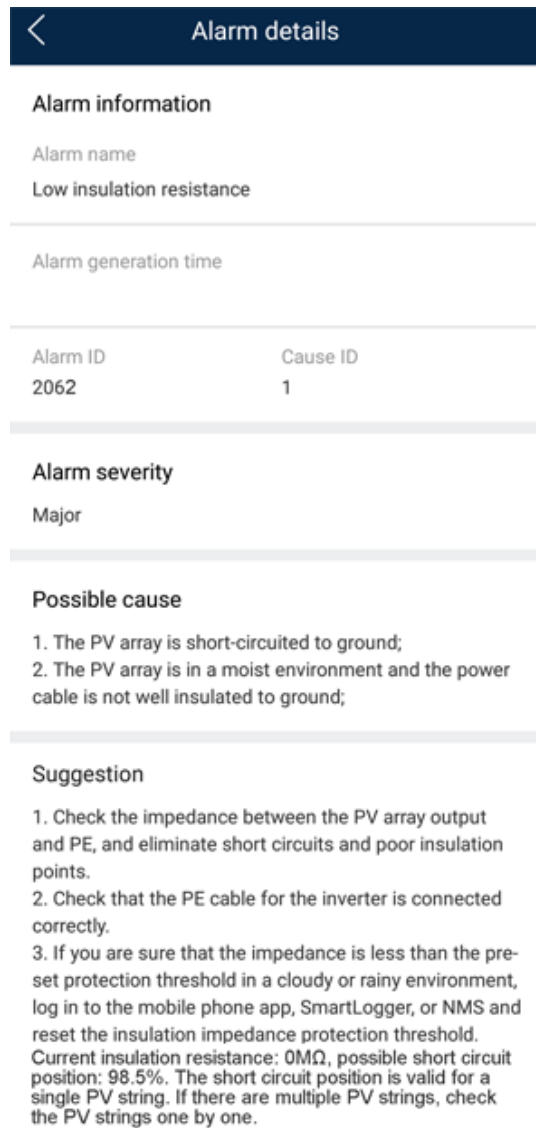 Alarm details
Alarm information
Alarm name
Low insulation resistance
Alarm generation time
Alarm ID
Cause ID
2062
1
Alarm severity
Major
Possible cause
1. The PV array is short-circuited to ground;
2. The PV array is in a moist environment and the power
cable is not well insulated to ground;
Suggestion
1. Check the impedance between the PV array output
and PE, and eliminate short circuits and poor insulation
points.
2. Check that the PE cable for the inverter is connected
correctly.
3. If you are sure that the impedance is less than the pre-
set protection threshold in a cloudy or rainy environment,
log in to the mobile phone app, SmartLogger, or NMS and
reset the insulation impedance protection threshold.
Current insulation resistance: 0MΩ, possible short circuit
position: 98.5%. The short circuit position is valid for a
single PV string. If there are multiple PV strings, check
the PV strings one by one.